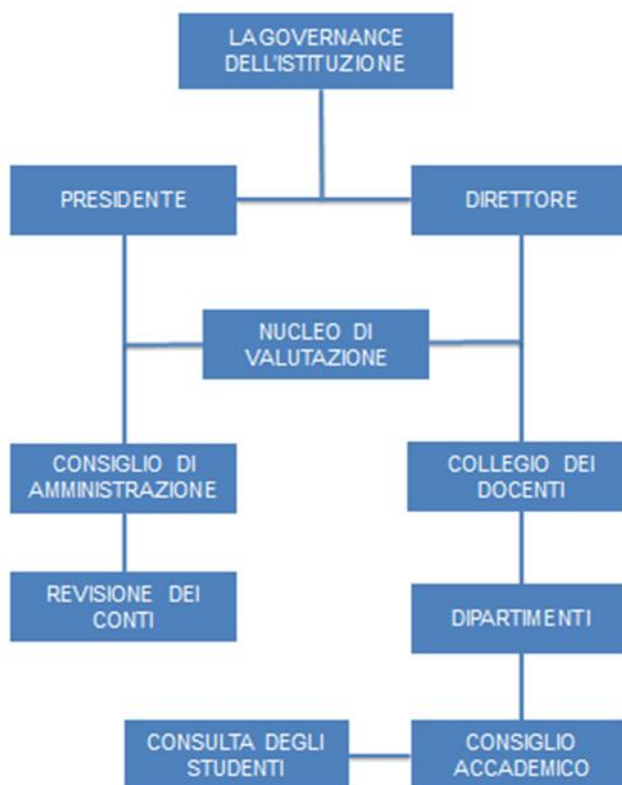 LA GOVERNANCE
DELL'ISTITUZIONE
PRESIDENTE
DIRETTORE
NUCLEO DI
VALUTAZIONE
CONSIGLIO DI
AMMINISTRAZIONE
COLLEGIO DEI
DOCENTI
REVISIONE DEI
CONTI
DIPARTIMENTI
CONSULTA DEGLI
STUDENTI
CONSIGLIO
ACCADEMICO